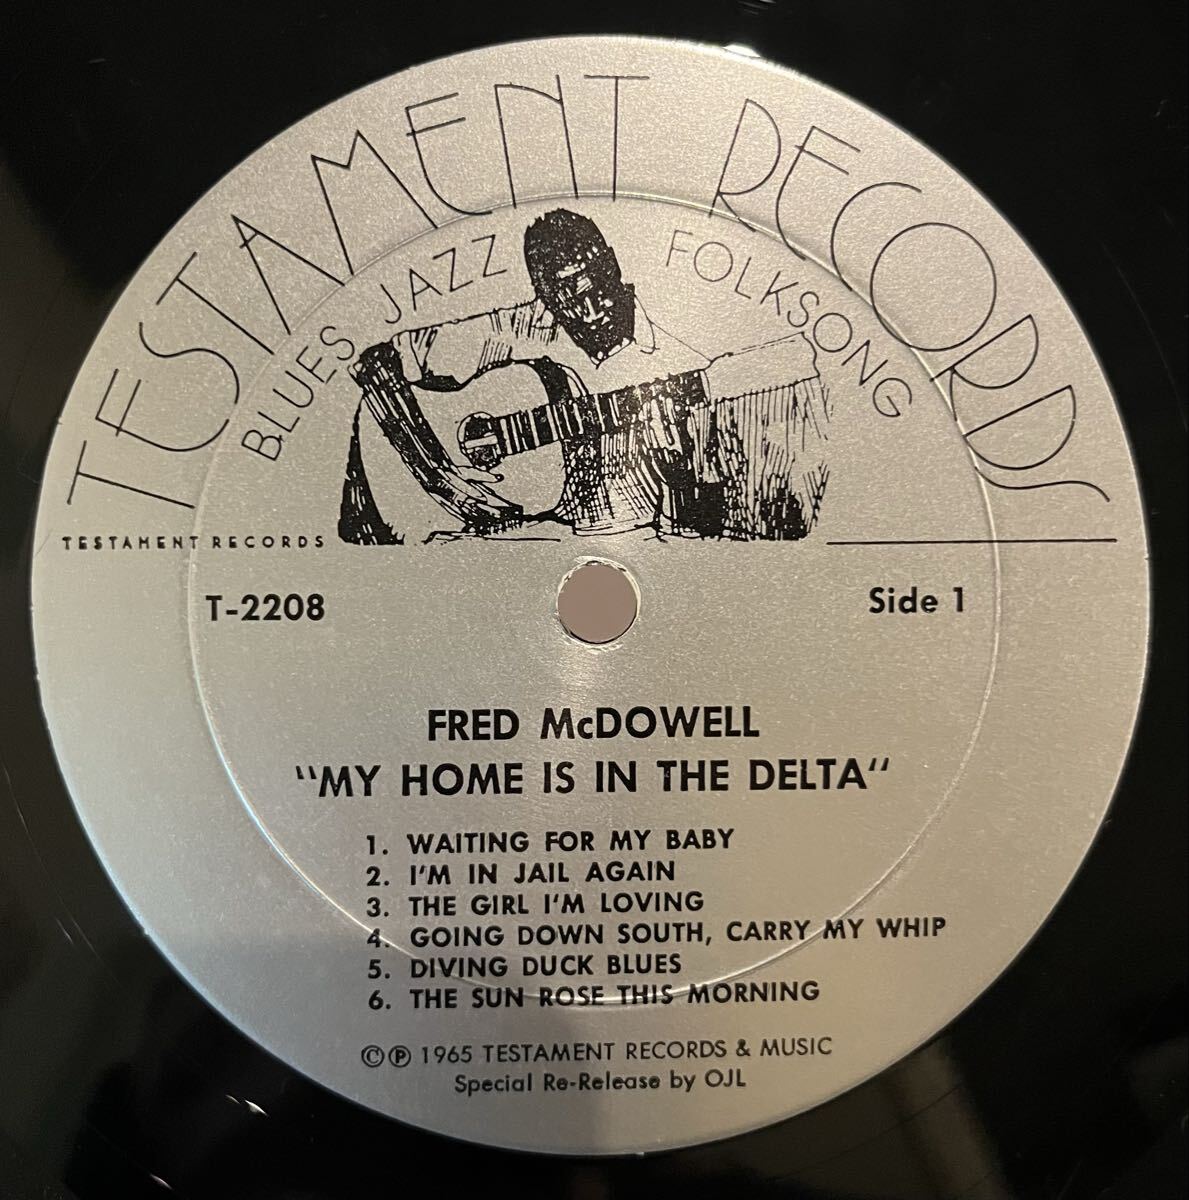 TESTAMENT RECORDS
BLUES JAZZ FOLKSONG
TESTAMENT RECORDS
T-2208
Side 1
FRED McDOWELL
"MY HOME IS IN THE DELTA"
1. WAITING FOR MY BABY
2. I'M IN JAIL AGAIN
3. THE GIRL I'M LOVING
4. GOING DOWN SOUTH, CARRY MY WHIP
5. DIVING DUCK BLUES
6. THE SUN ROSE THIS MORNING
©℗ 1965 TESTAMENT RECORDS & MUSIC
Special Re-Release by OJL